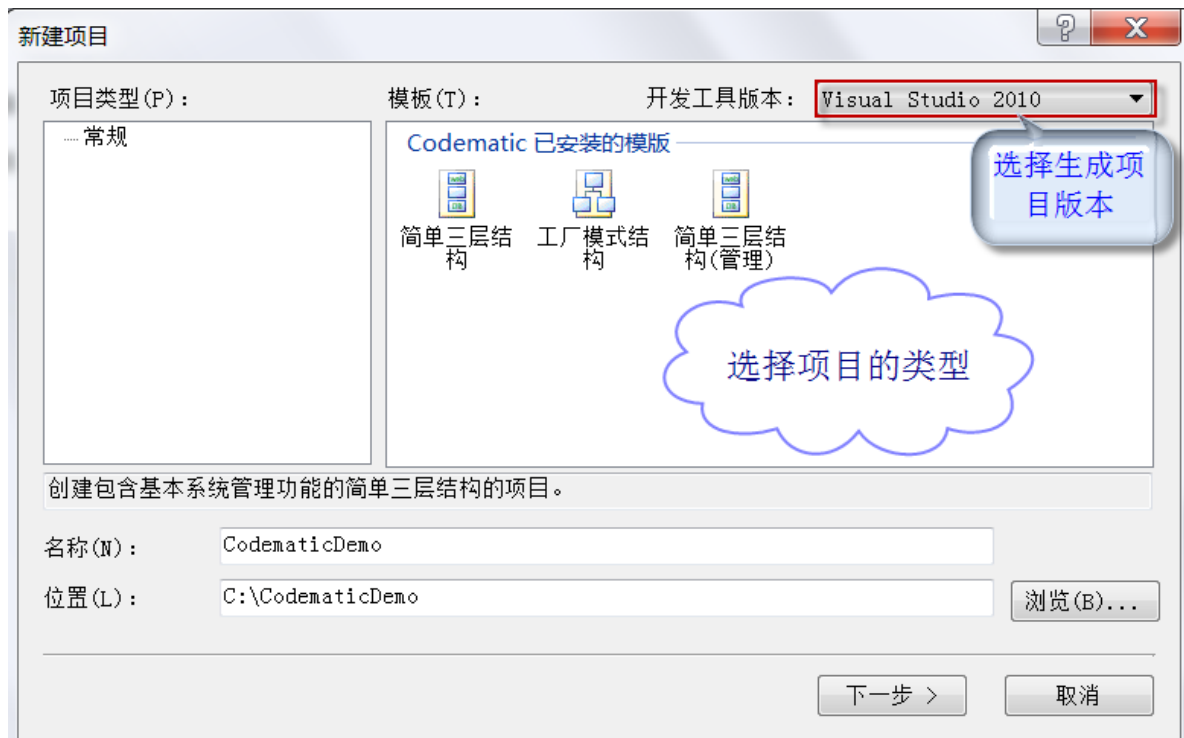 新建项目
项目类型(P):
模板(T):
开发工具版本:
Visual Studio 2010
常规
Codematic 已安装的模版
选择生成项
目版本
简单三层结
构
工厂模式结
构
简单三层结
构(管理)
选择项目的类型
创建包含基本系统管理功能的简单三层结构的项目。
名称(N):
CodematicDemo
位置(L):
C:\CodematicDemo
浏览(B)...
下一步 >
取消